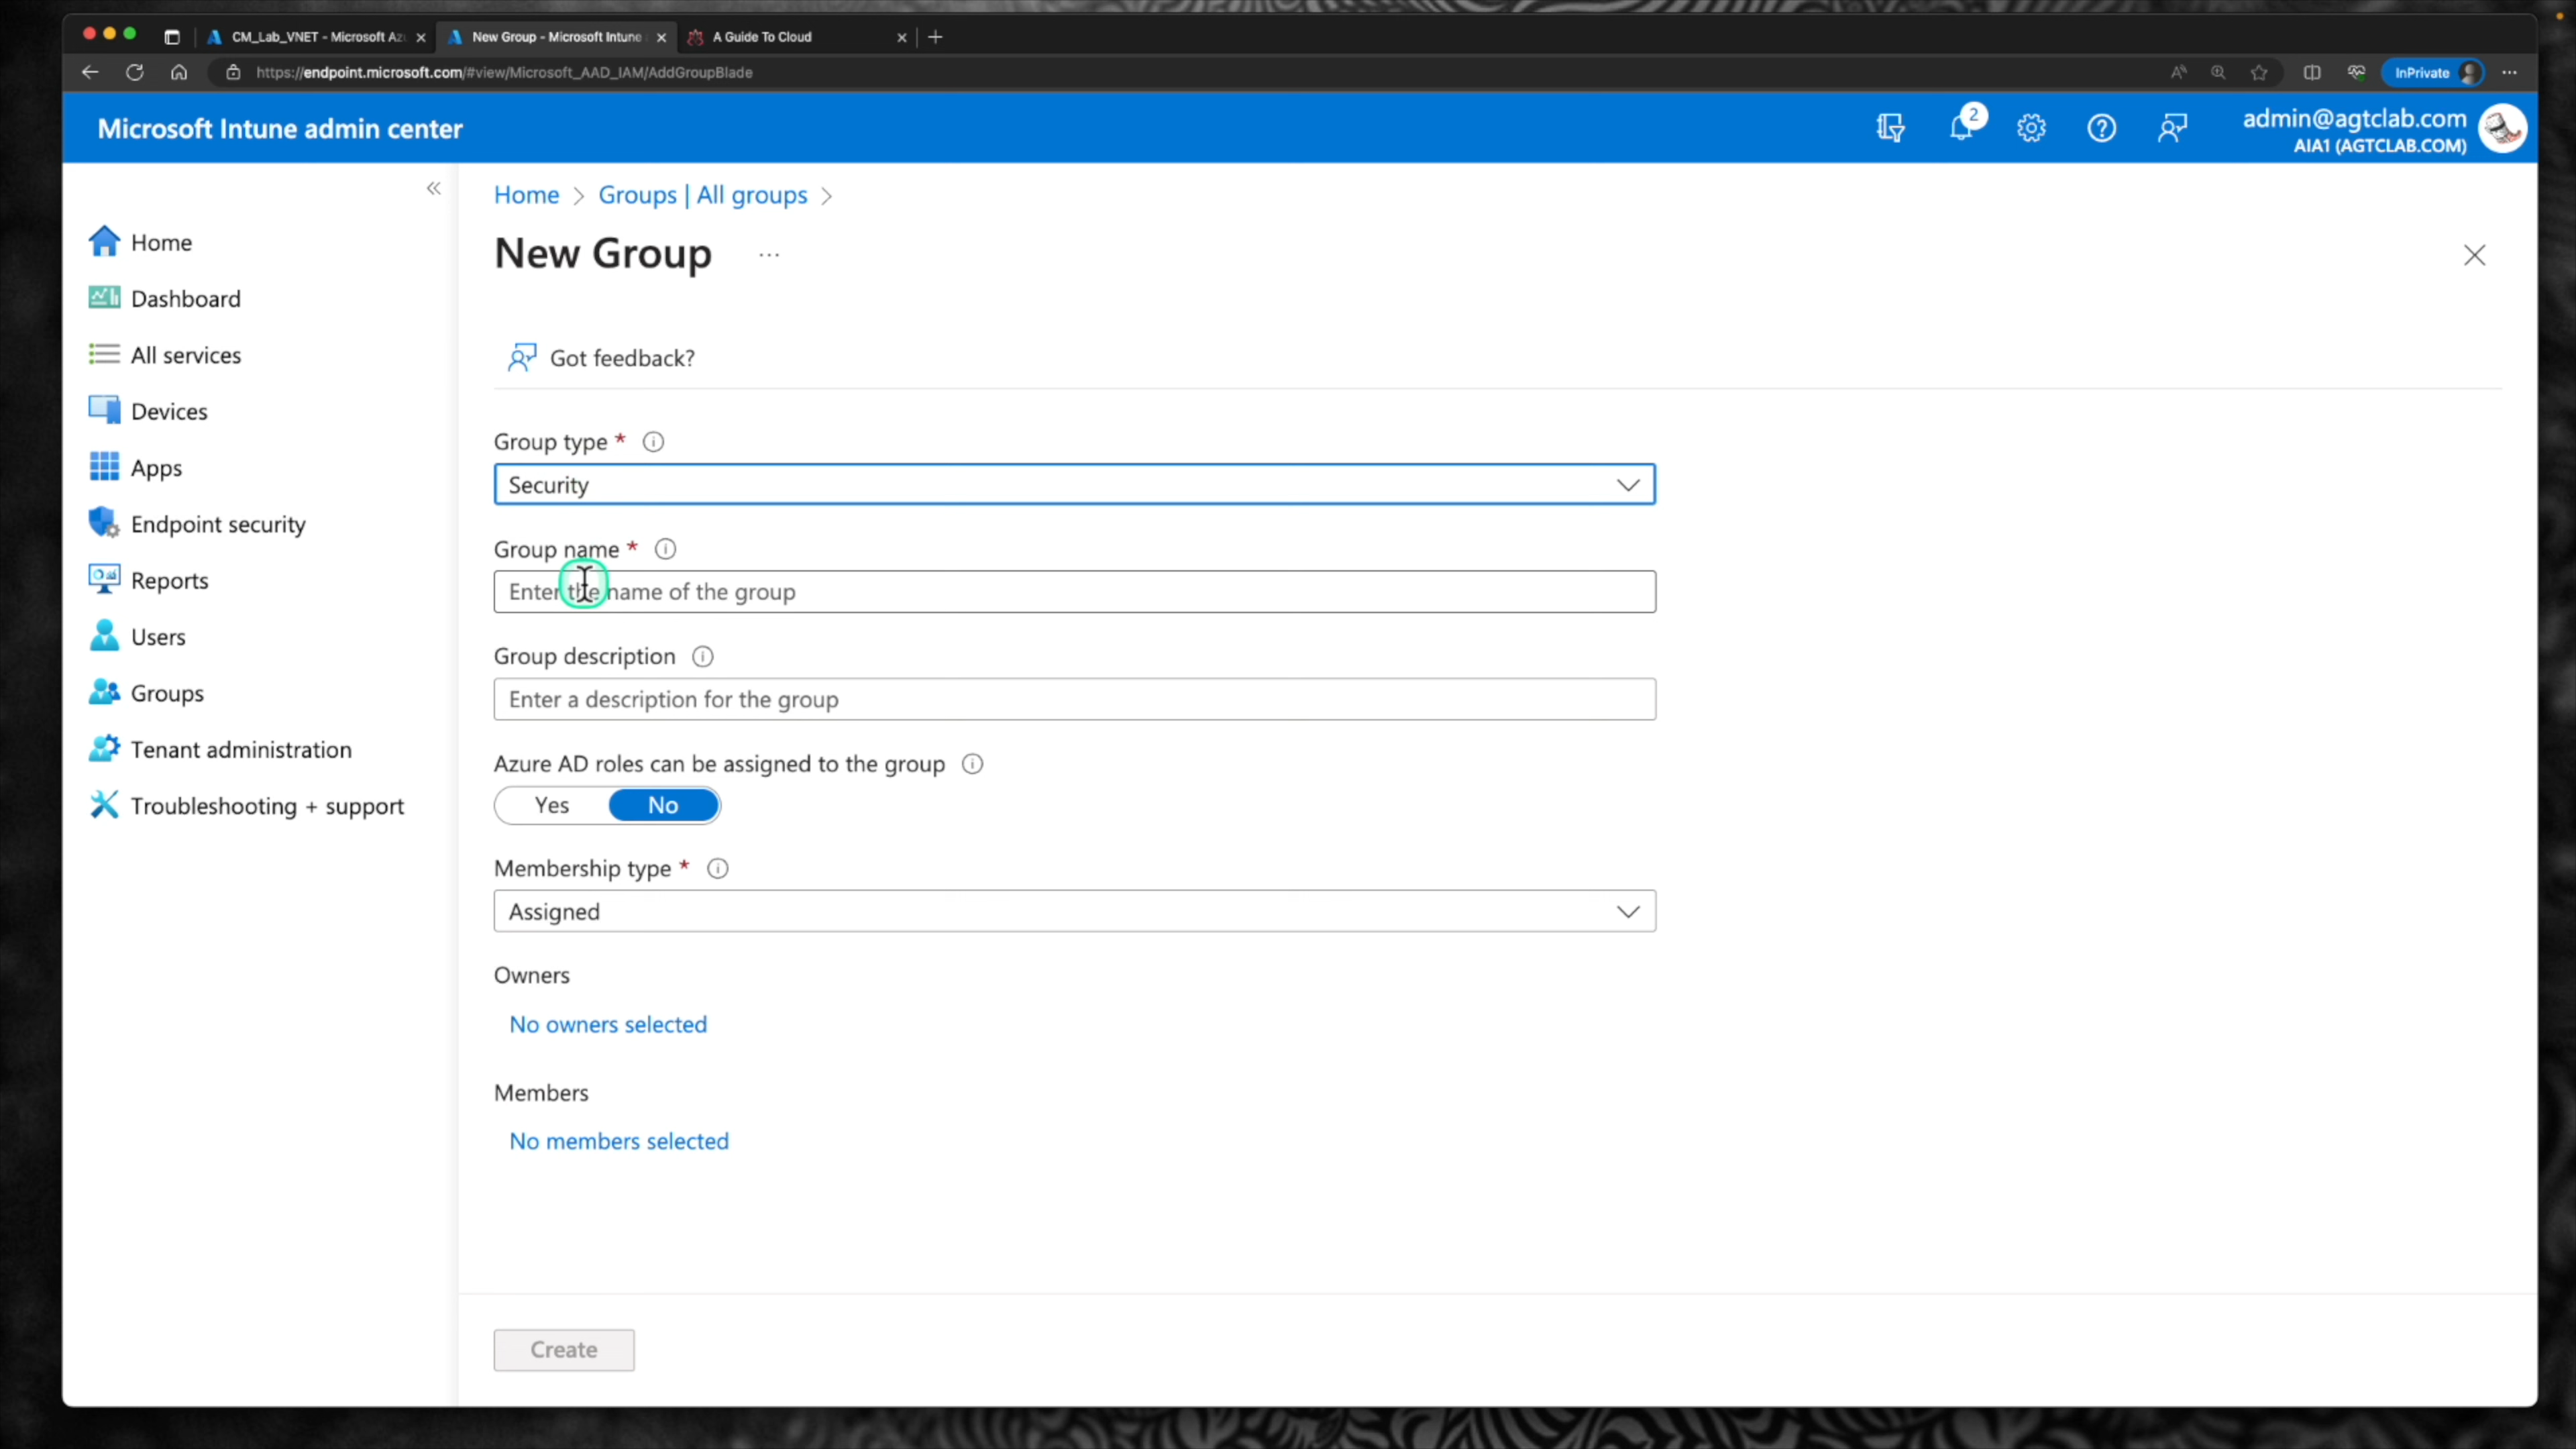 CM_Lab_VNET - Microsoft Az
New Group - Microsoft Intune
A Guide To Cloud
https://endpoint.microsoft.com/#view/Microsoft_AAD_IAM/AddGroupBlade
InPrivate
Microsoft Intune admin center
2
admin@agtclab.com
AIA1 (AGTCLAB.COM)
Home
Dashboard
All services
Devices
Apps
Endpoint security
Reports
Users
Groups
Tenant administration
Troubleshooting + support
Home > Groups | All groups >
New Group ...
Got feedback?
Group type *
Security
Group name *
Enter the name of the group
Group description
Enter a description for the group
Azure AD roles can be assigned to the group
Yes No
Membership type *
Assigned
Owners
No owners selected
Members
No members selected
Create